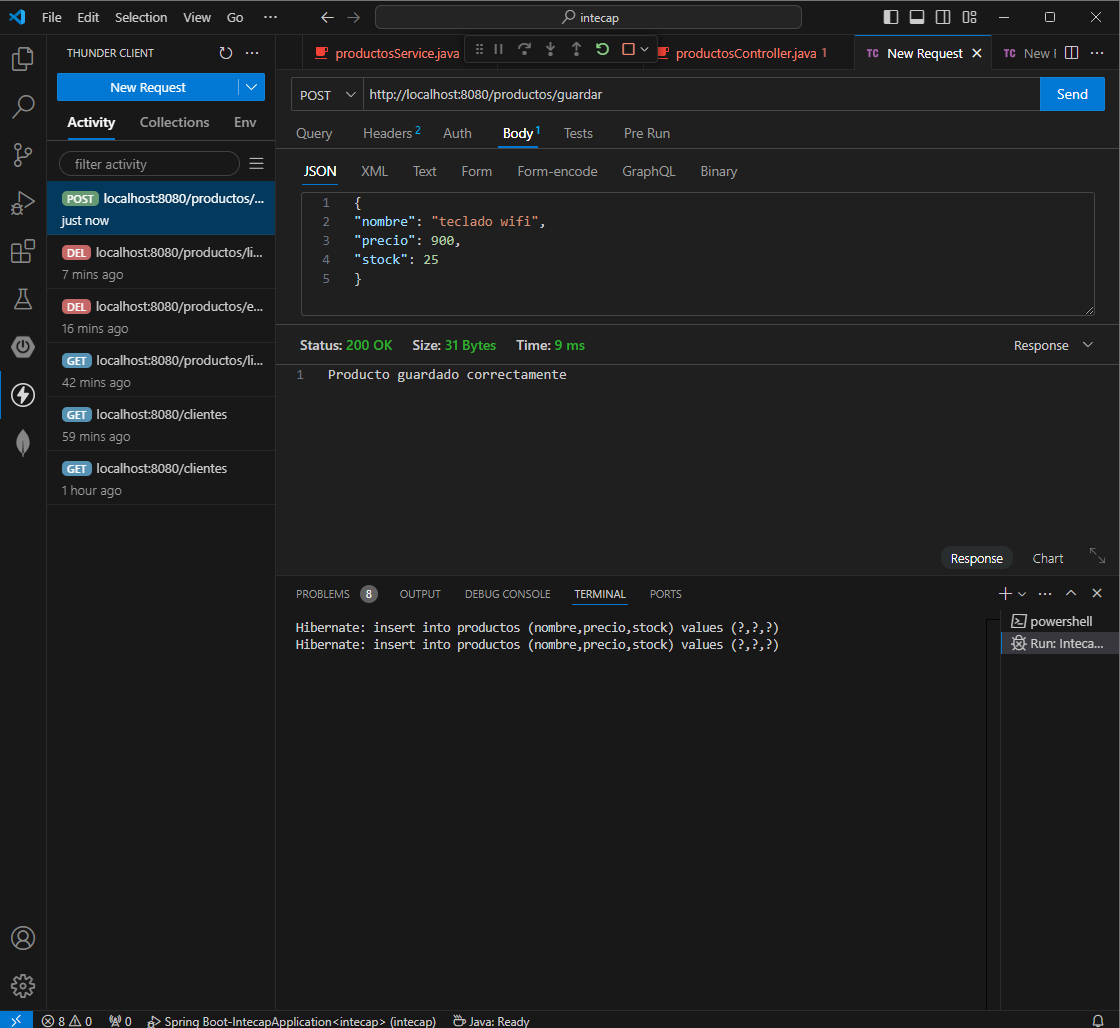 File Edit Selection View Go ··· intecap
THUNDER CLIENT ···
New Request
Activity Collections Env
filter activity
POST localhost:8080/productos/...
just now
DEL localhost:8080/productos/li...
7 mins ago
DEL localhost:8080/productos/e...
16 mins ago
GET localhost:8080/productos/li...
42 mins ago
GET localhost:8080/clientes
59 mins ago
GET localhost:8080/clientes
1 hour ago
productosService.java productosController.java 1 TC New Request TC New ···
POST http://localhost:8080/productos/guardar Send
Query Headers 2 Auth Body 1 Tests Pre Run
JSON XML Text Form Form-encode GraphQL Binary
1 {
2 "nombre": "teclado wifi",
3 "precio": 900,
4 "stock": 25
5 }
Status: 200 OK Size: 31 Bytes Time: 9 ms Response
1 Producto guardado correctamente
Response Chart
PROBLEMS 8 OUTPUT DEBUG CONSOLE TERMINAL PORTS ···
Hibernate: insert into productos (nombre,precio,stock) values (?,?,?)
Hibernate: insert into productos (nombre,precio,stock) values (?,?,?)
powershell
Run: Inteca...
8 0 0 Spring Boot-IntecapApplication<intecap> (intecap) Java: Ready